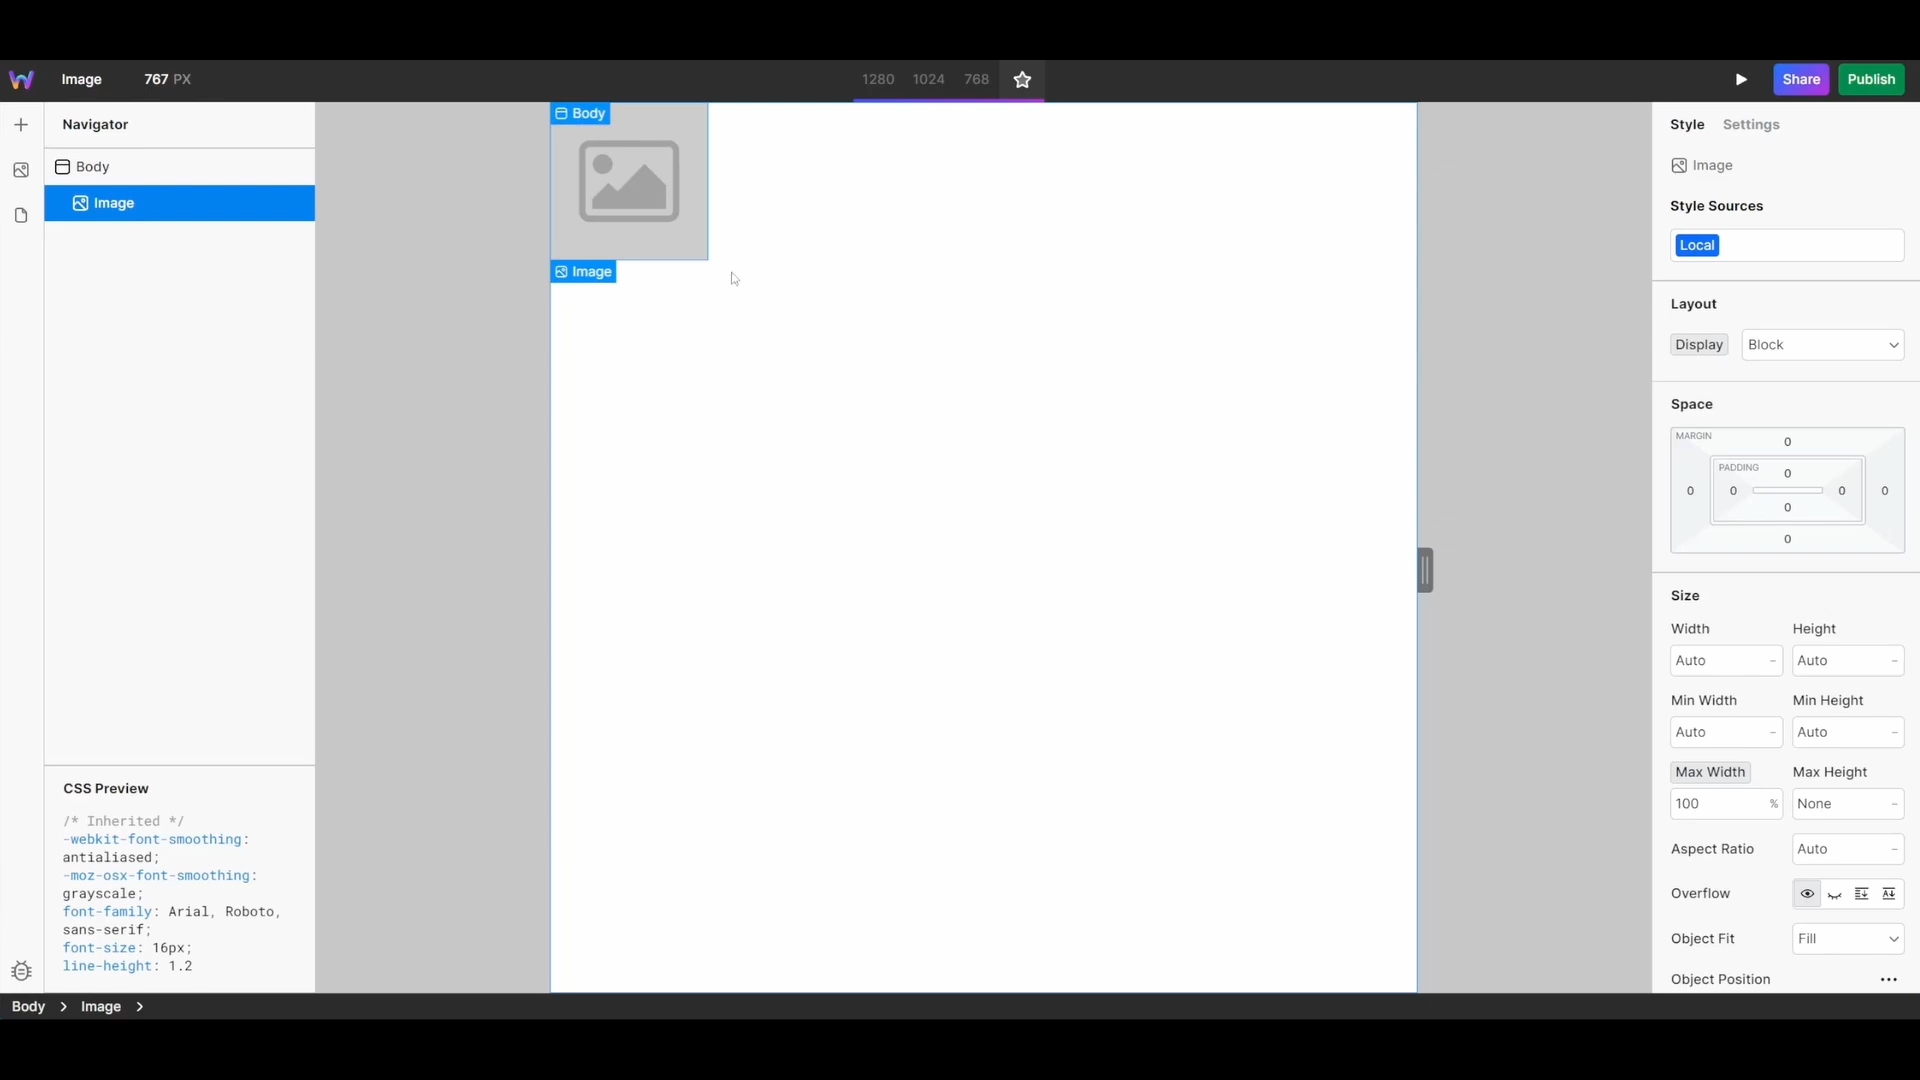 Image
767 PX
1280 1024 768
Share
Publish
Navigator
Body
Image
CSS Preview
/* Inherited */
-webkit-font-smoothing:
antialiased;
-moz-osx-font-smoothing:
grayscale;
font-family: Arial, Roboto,
sans-serif;
font-size: 16px;
line-height: 1.2
Body
Image
Style Settings
Image
Style Sources
Local
Layout
Display Block
Space
MARGIN
0
PADDING
0
0 0 0 0
0
0
Size
Width Height
Auto – Auto –
Min Width Min Height
Auto – Auto –
Max Width Max Height
100 % None –
Aspect Ratio Auto –
Overflow
Object Fit Fill
Object Position
Body > Image >